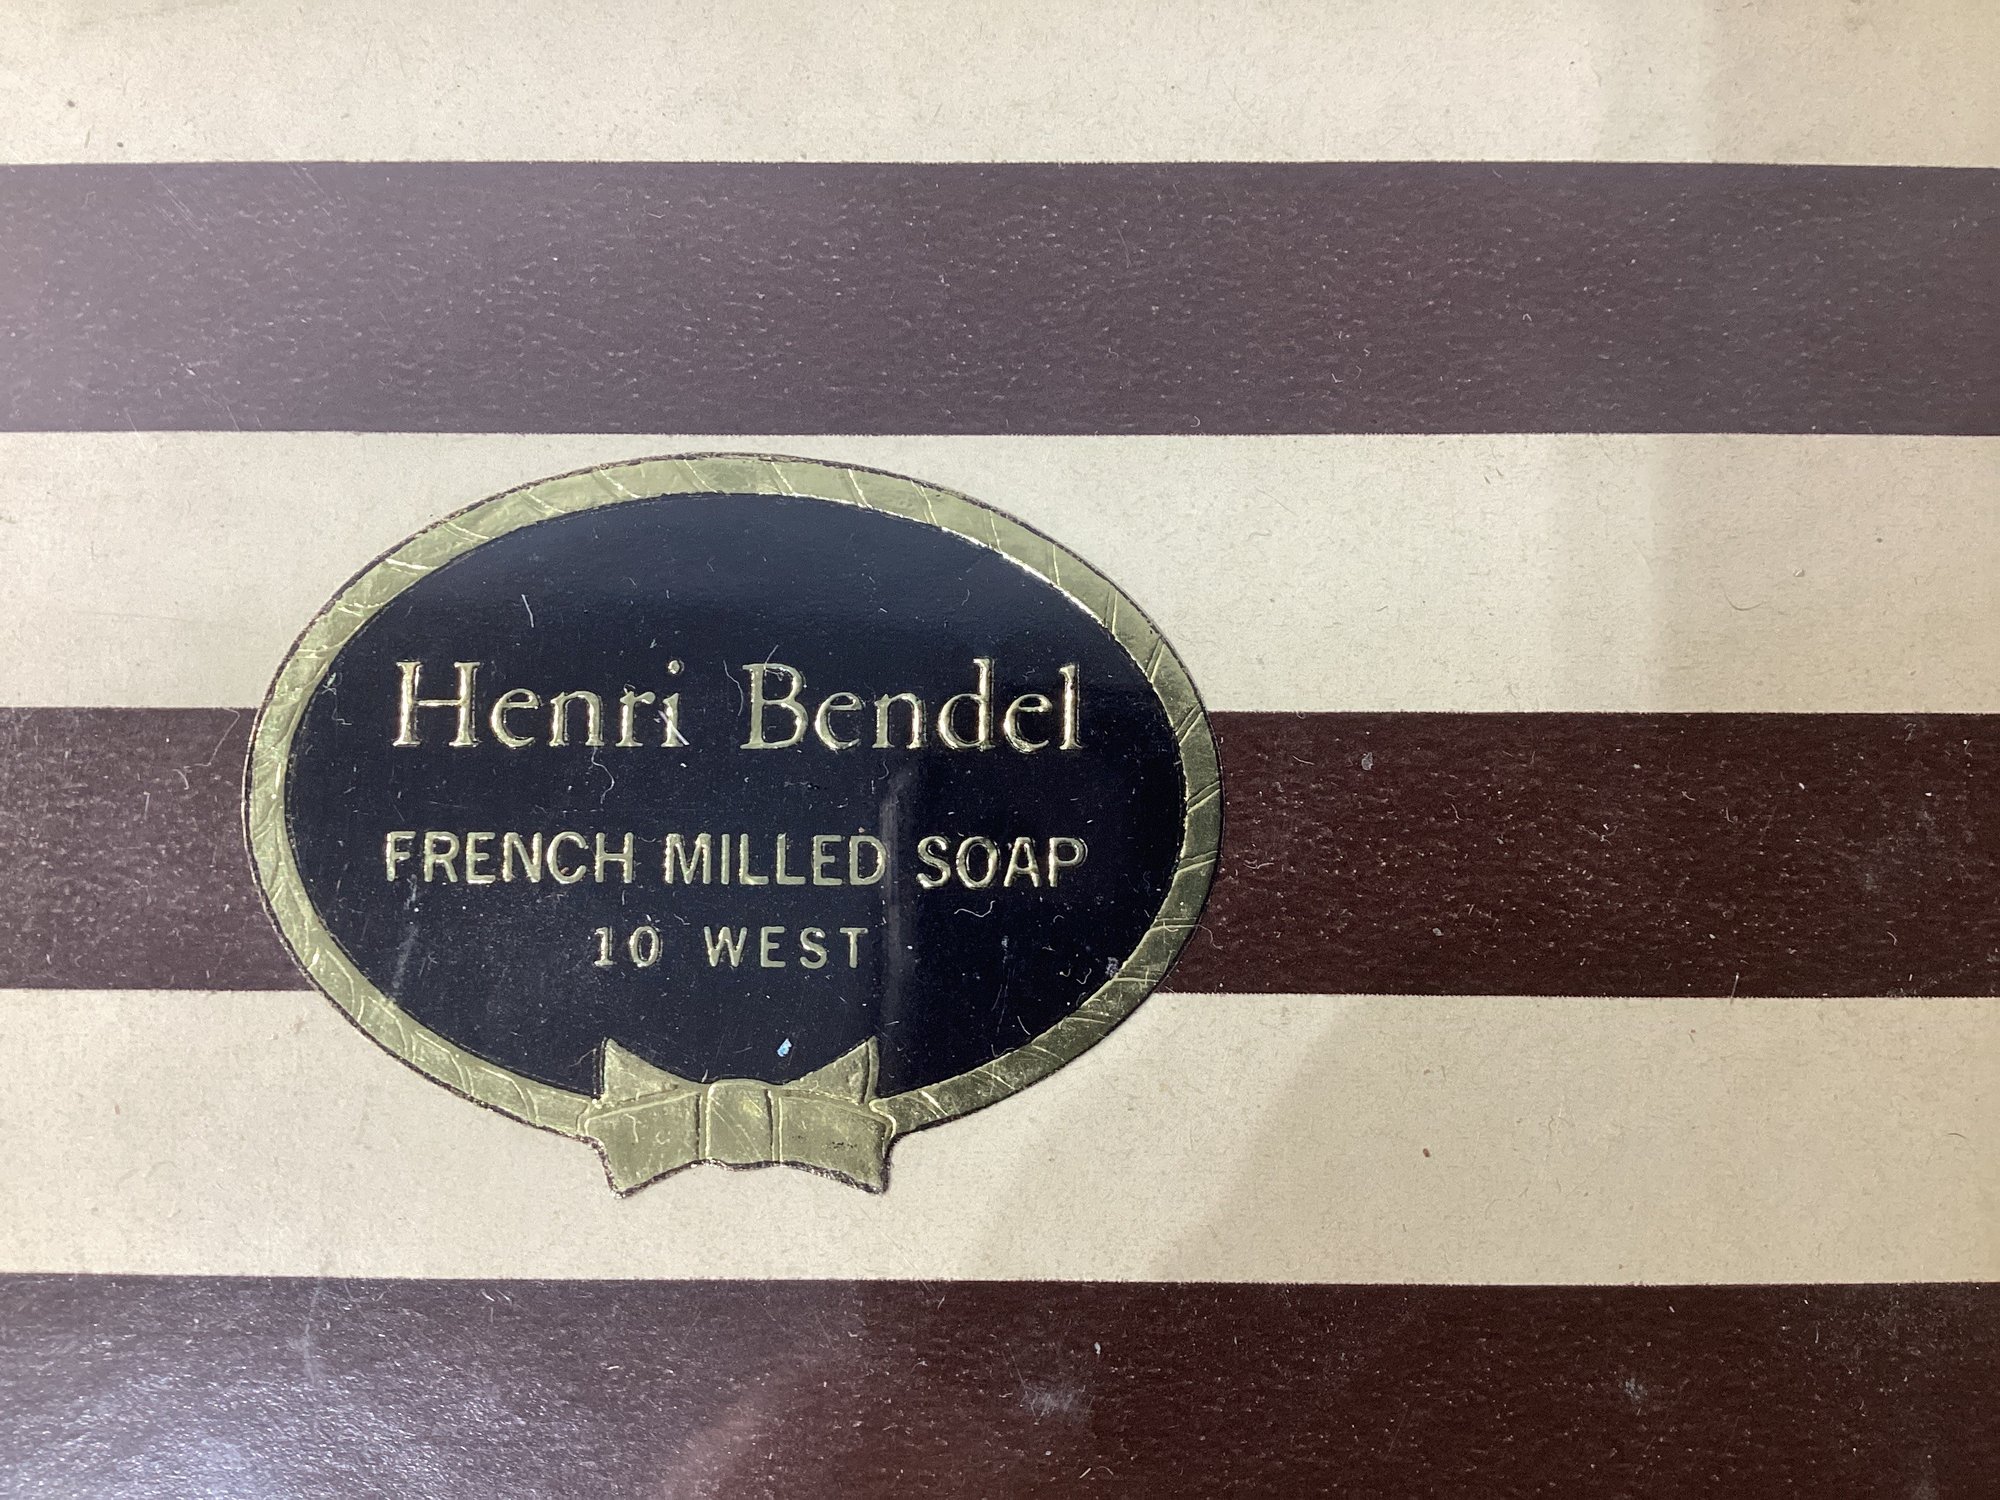 Henri Bendel
FRENCH MILLED SOAP
10 WEST